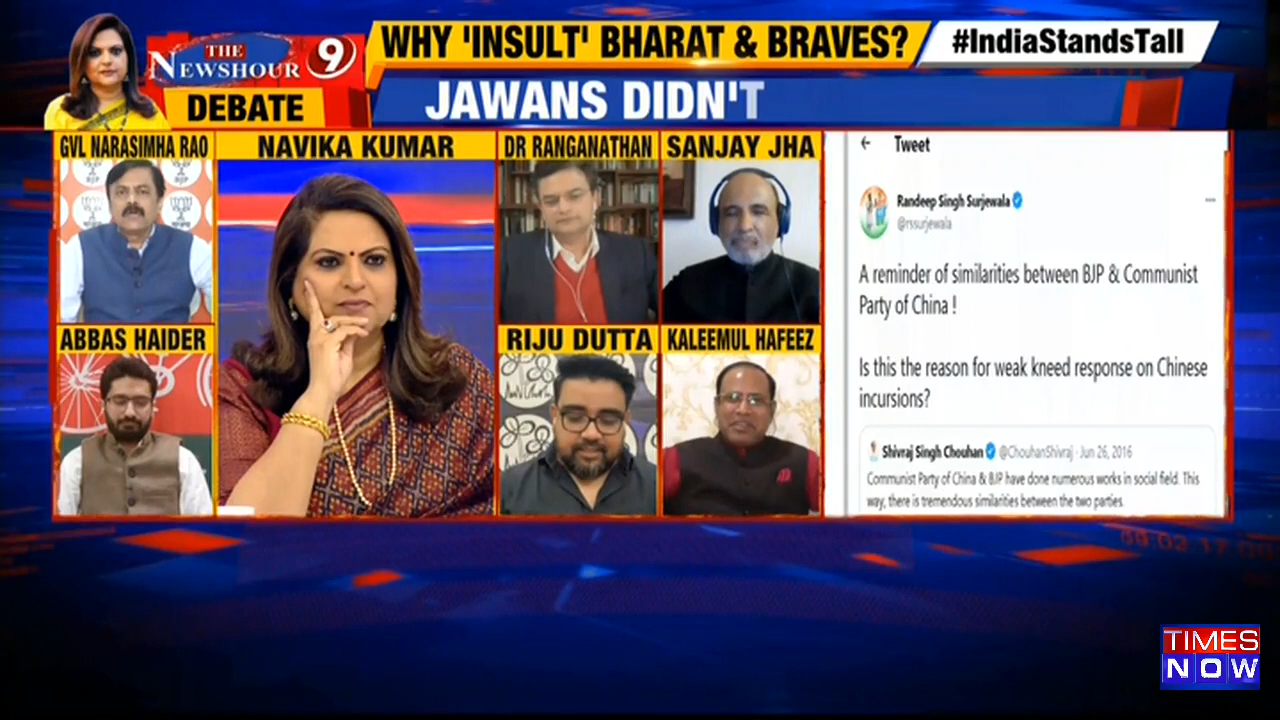 THE
NEWSHOUR 9
DEBATE
WHY 'INSULT' BHARAT & BRAVES?
#IndiaStandsTall
JAWANS DIDN'T
GVL NARASIMHA RAO
NAVIKA KUMAR
DR RANGANATHAN
SANJAY JHA
ABBAS HAIDER
RIJU DUTTA
KALEEMUL HAFEEZ
Tweet
Randeep Singh Surjewala
@rssurjewala
A reminder of similarities between BJP & Communist
Party of China !
Is this the reason for weak kneed response on Chinese
incursions?
Shivraj Singh Chouhan @ChouhanShivraj · Jun 26, 2016
Communist Party of China & BJP have done numerous works in social field. This
way, there is tremendous similarities between the two parties.
TIMES
NOW